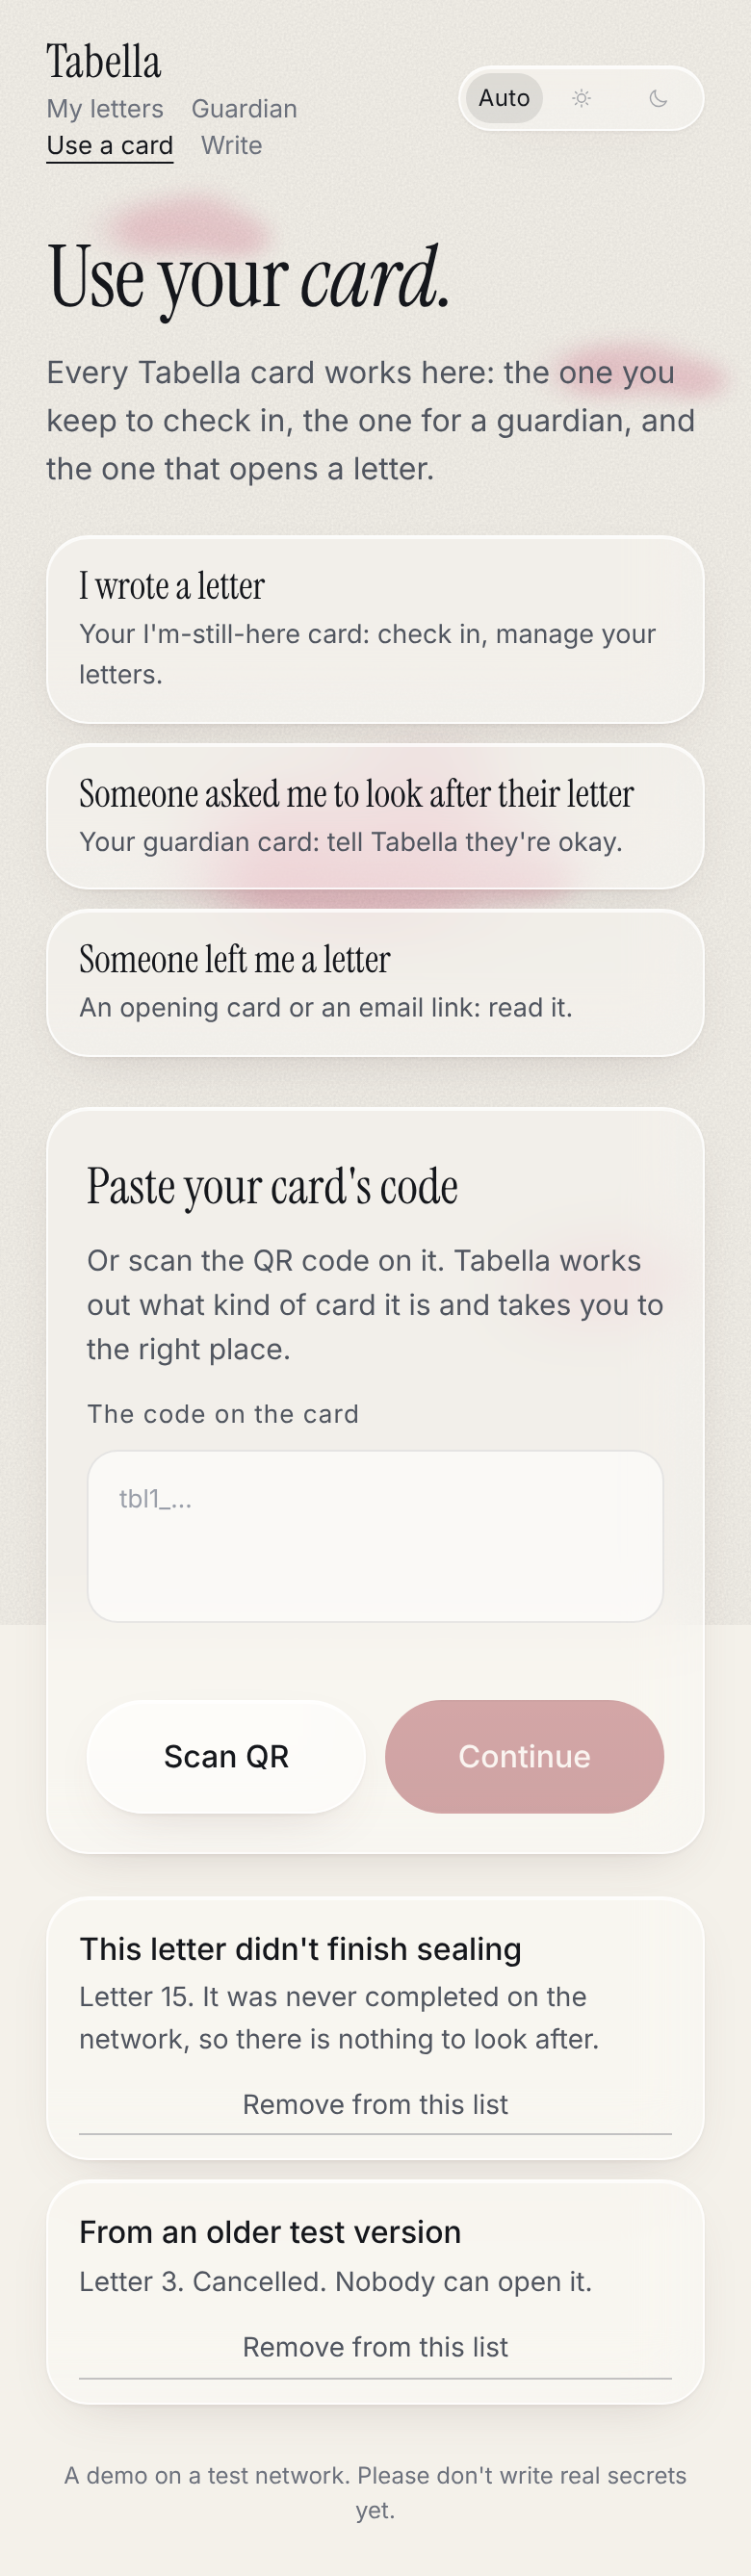 Tabella
My letters Guardian
Use a card Write
Auto
Use your card.
Every Tabella card works here: the one you
keep to check in, the one for a guardian, and
the one that opens a letter.
I wrote a letter
Your I'm-still-here card: check in, manage your
letters.
Someone asked me to look after their letter
Your guardian card: tell Tabella they're okay.
Someone left me a letter
An opening card or an email link: read it.
Paste your card's code
Or scan the QR code on it. Tabella works
out what kind of card it is and takes you to
the right place.
The code on the card
tbl1_...
Scan QR
Continue
This letter didn't finish sealing
Letter 15. It was never completed on the
network, so there is nothing to look after.
Remove from this list
From an older test version
Letter 3. Cancelled. Nobody can open it.
Remove from this list
A demo on a test network. Please don't write real secrets
yet.